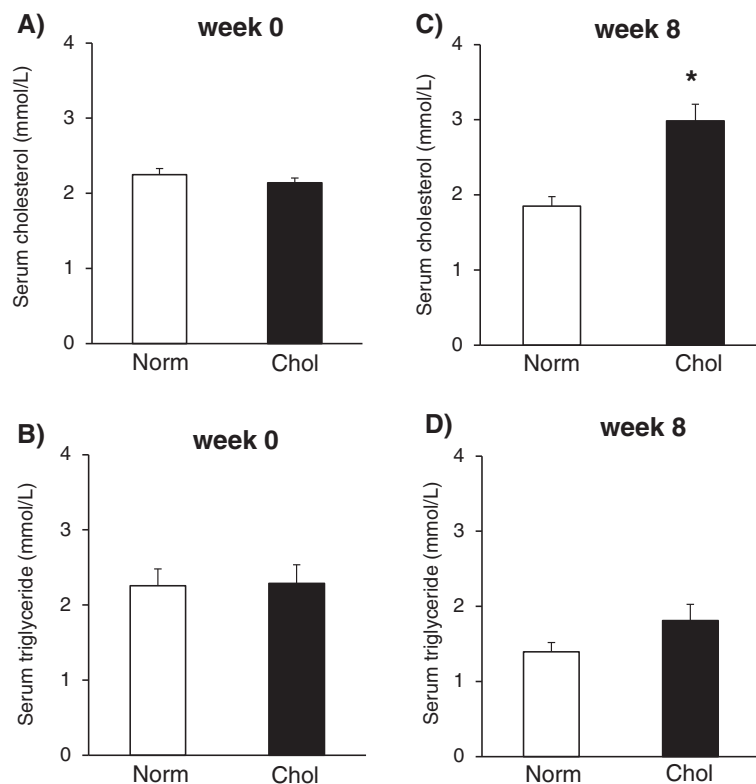 A)
week 0
Serum cholesterol (mmol/L)
4
3
2
1
0
Norm Chol
C)
week 8
Serum cholesterol (mmol/L)
4
3
2
1
0
*
Norm Chol
B)
week 0
Serum triglyceride (mmol/L)
4
3
2
1
0
Norm Chol
D)
week 8
Serum triglyceride (mmol/L)
4
3
2
1
0
Norm Chol